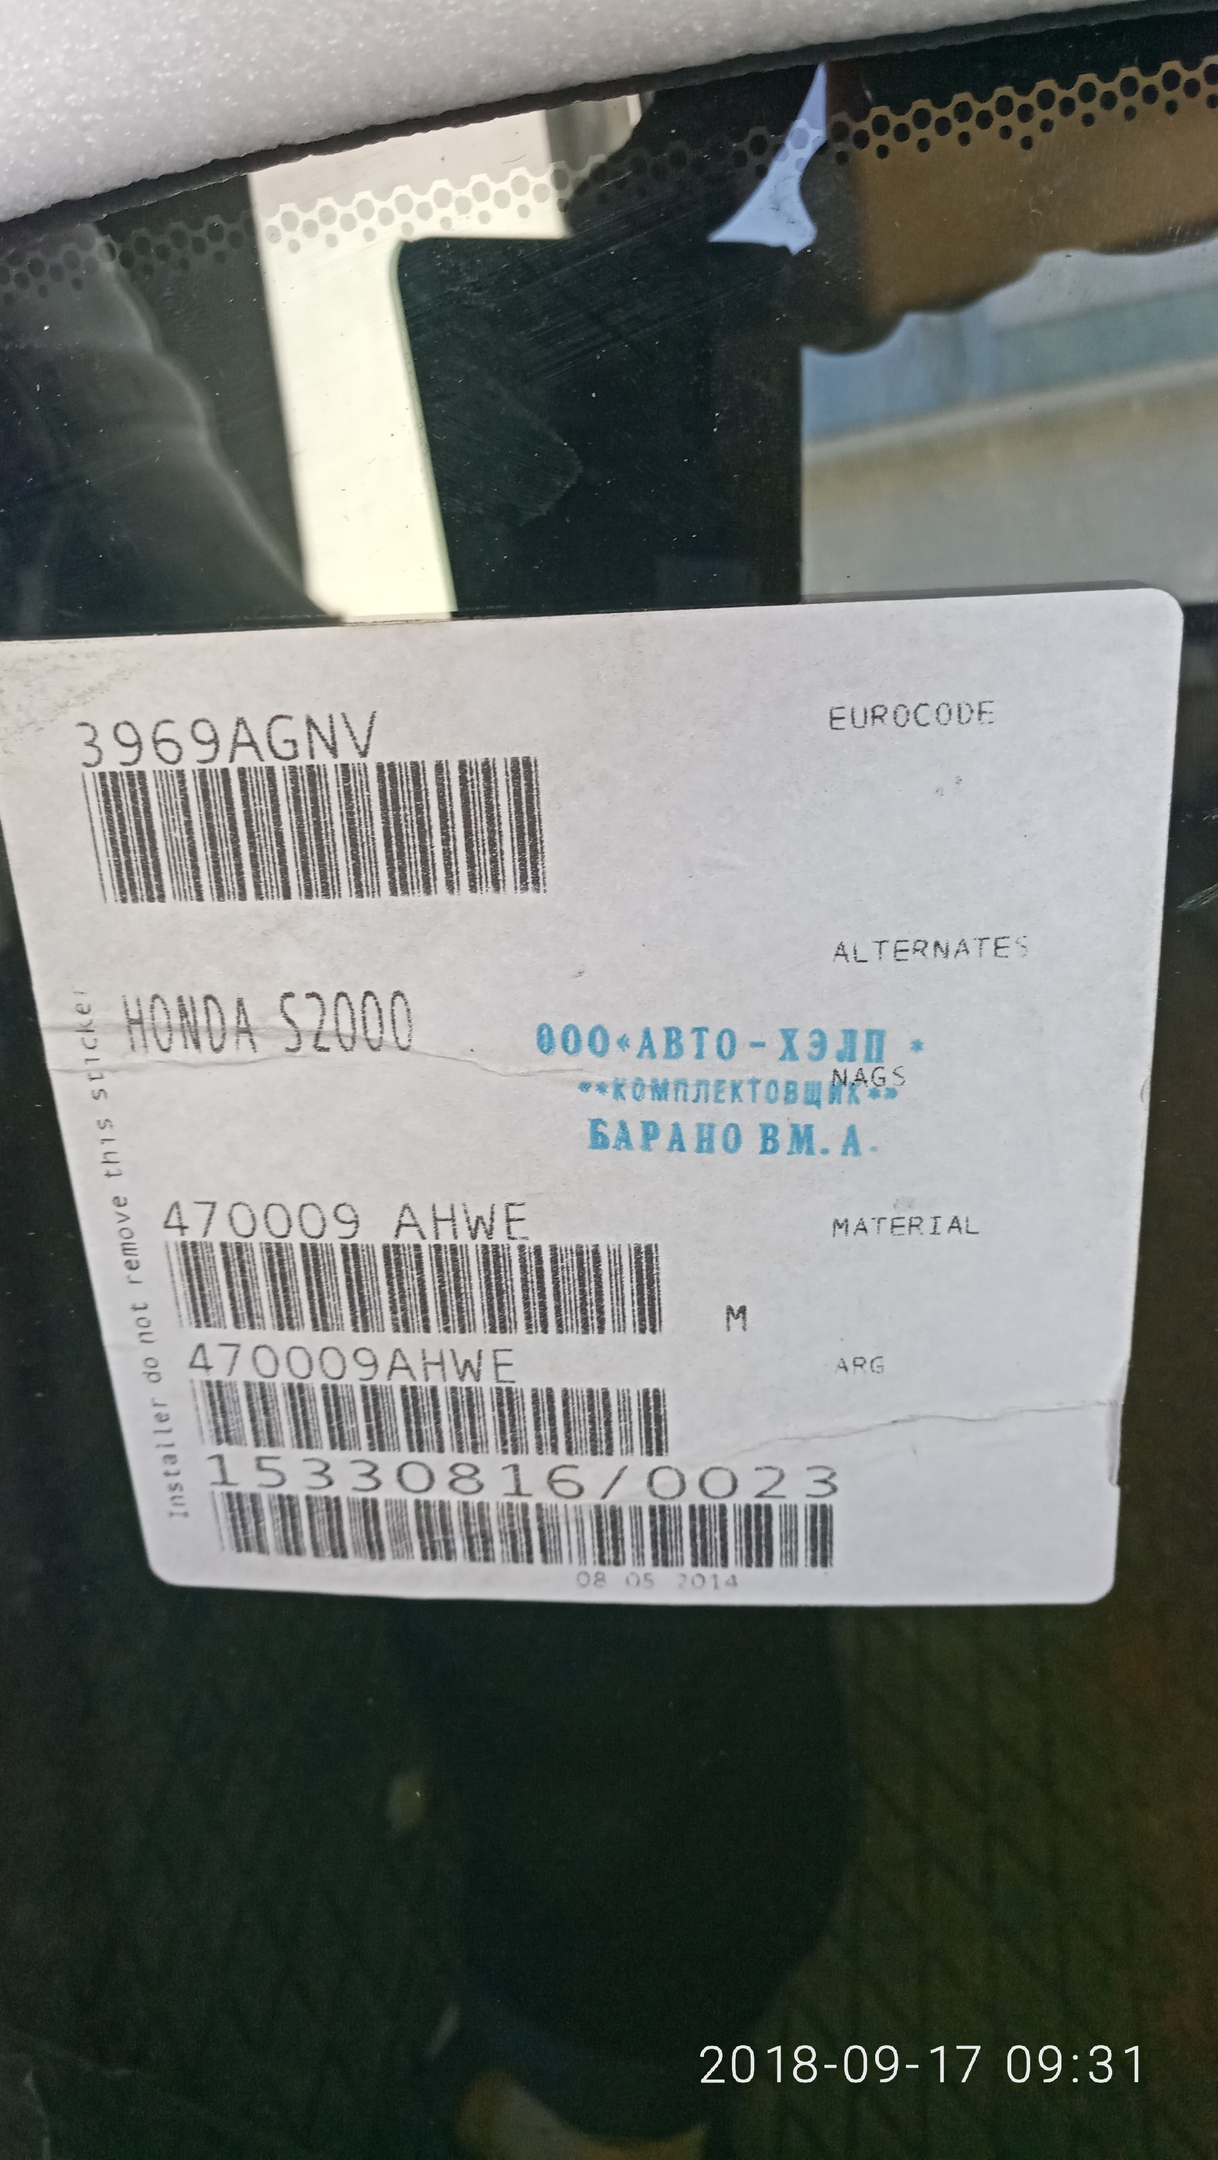 3969AGNV
EUROCODE
ALTERNATES
HONDA S2000
ООО«АВТО-ХЭЛП *
NAGS
**КОМПЛЕКТОВЩИК**»
БАРАНОВ М. А.
470009 AHWE
MATERIAL
M
470009AHWE
ARG
15330816/0023
08 05 2014
Installer do not remove this sticker
2018-09-17 09:31